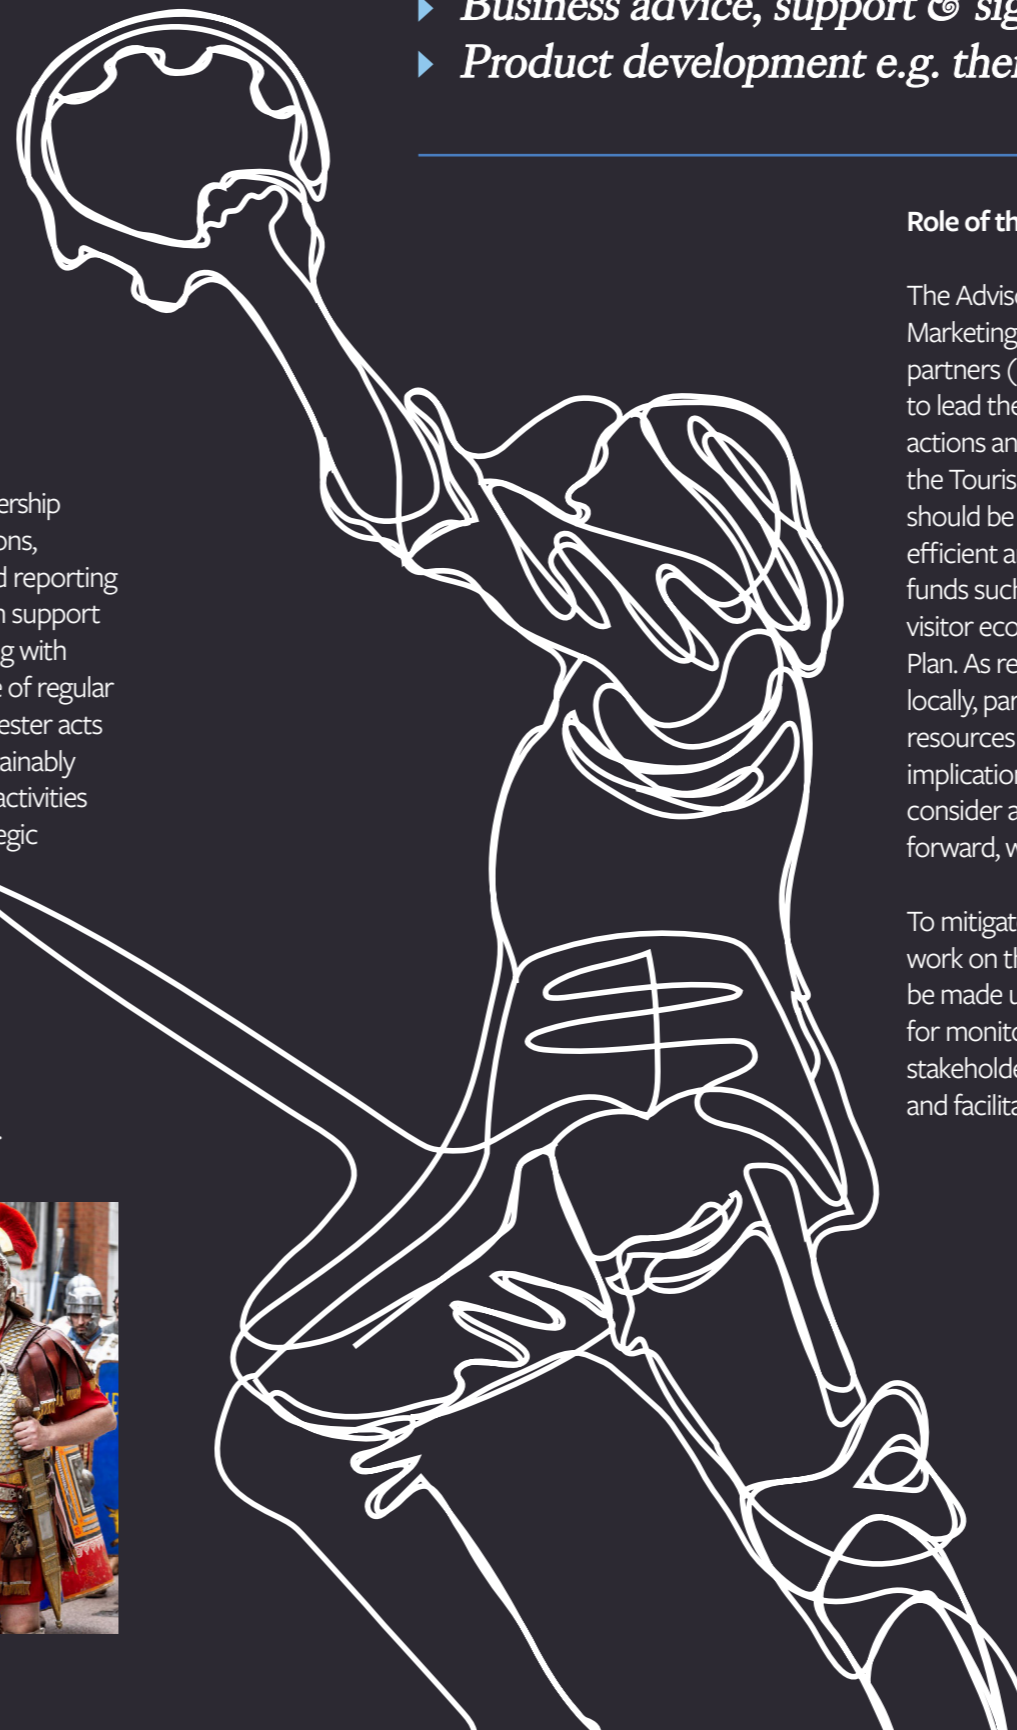 Business advice, support & sig
Product development e.g. the
ership
ons,
d reporting
n support
g with
e of regular
ester acts
ainably
activities
egic
Role of th
The Adviso
Marketing
partners (
to lead the
actions an
the Touris
should be
efficient a
funds such
visitor eco
Plan. As re
locally, par
resources
implication
consider a
forward, w
To mitigat
work on th
be made u
for monito
stakeholde
and facilita